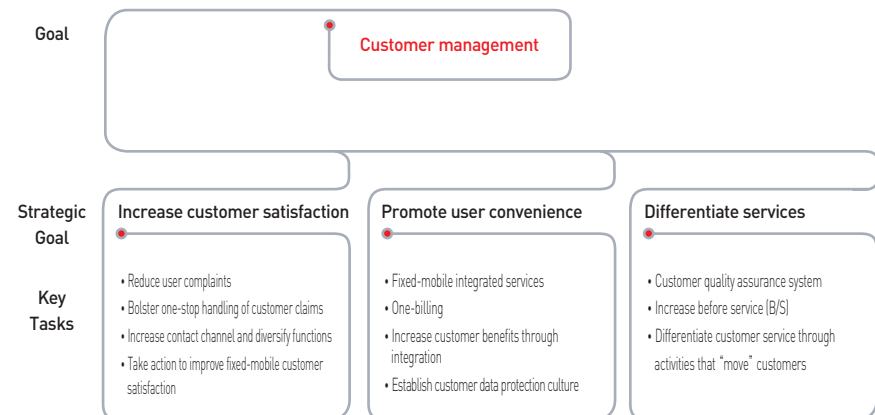 Goal
Customer management
Strategic
Goal
Increase customer satisfaction
Promote user convenience
Differentiate services
Key
Tasks
• Reduce user complaints
• Bolster one-stop handling of customer claims
• Increase contact channel and diversify functions
• Take action to improve fixed-mobile customer
satisfaction
• Fixed-mobile integrated services
• One-billing
• Increase customer benefits through
integration
• Establish customer data protection culture
• Customer quality assurance system
• Increase before service (B/S)
• Differentiate customer service through
activities that “move” customers